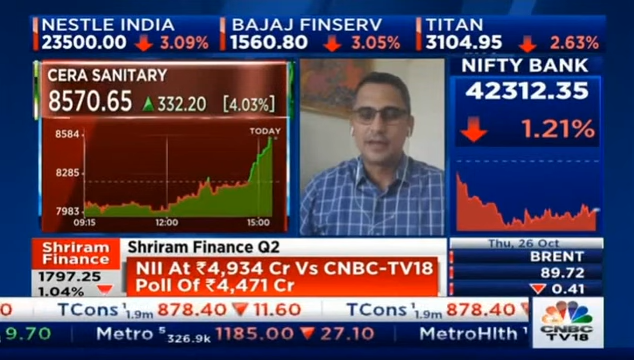 NESTLE INDIA
23500.00 3.09%
BAJAJ FINSERV
1560.80 3.05%
TITAN
3104.95 2.63%
CERA SANITARY
8570.65 332.20 [4.03%]
TODAY
8584
8285
7983
09:15 12:00 15:00
NIFTY BANK
42312.35
1.21%
Shriram
Finance
1797.25
1.04%
Shriram Finance Q2
NII At ₹4,934 Cr Vs CNBC-TV18
Poll Of ₹4,471 Cr
Thu, 26 Oct
BRENT
89.72
0.41
0 TCons 1.9m 878.40 11.60 TCons 1.9m 878.40
9.70 Metro 5 326.9k 1185.00 27.10 MetroHlth
CNBC
TV18